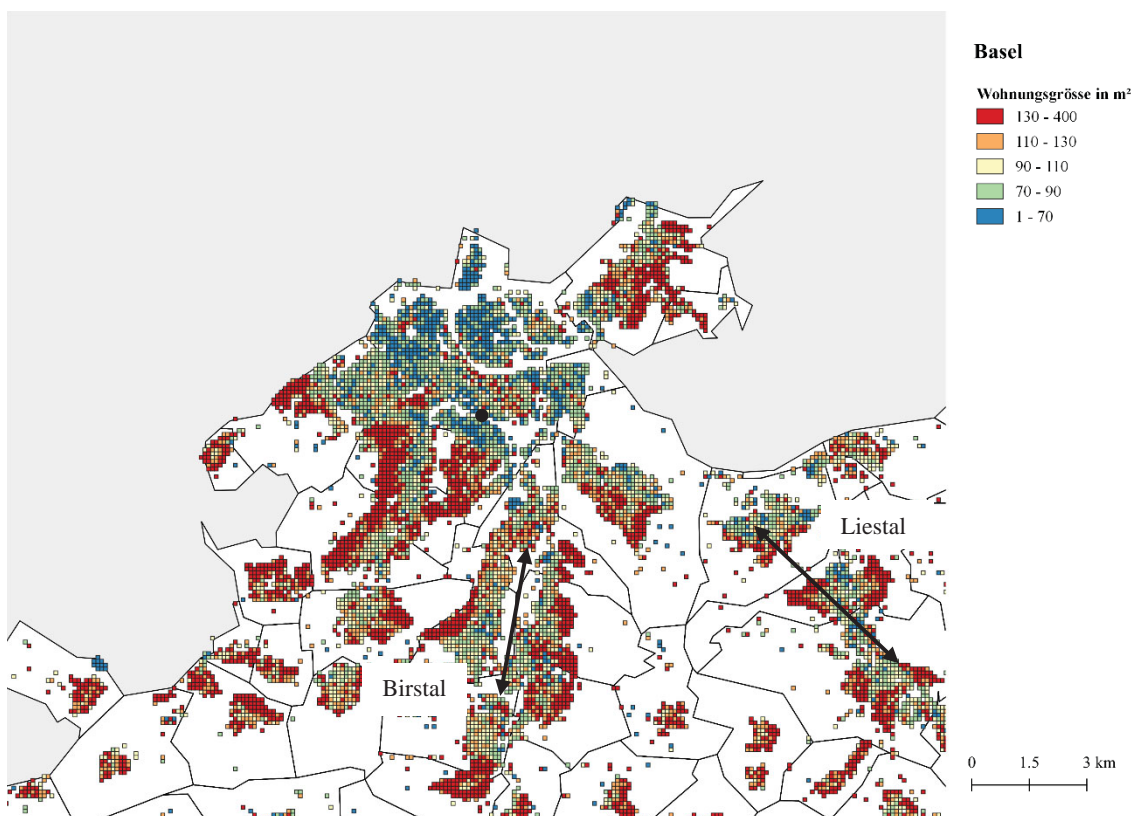 Basel
Wohnungsgrösse in m²
130 - 400
110 - 130
90 - 110
70 - 90
1 - 70
Liestal
Birstal
0 1.5 3 km